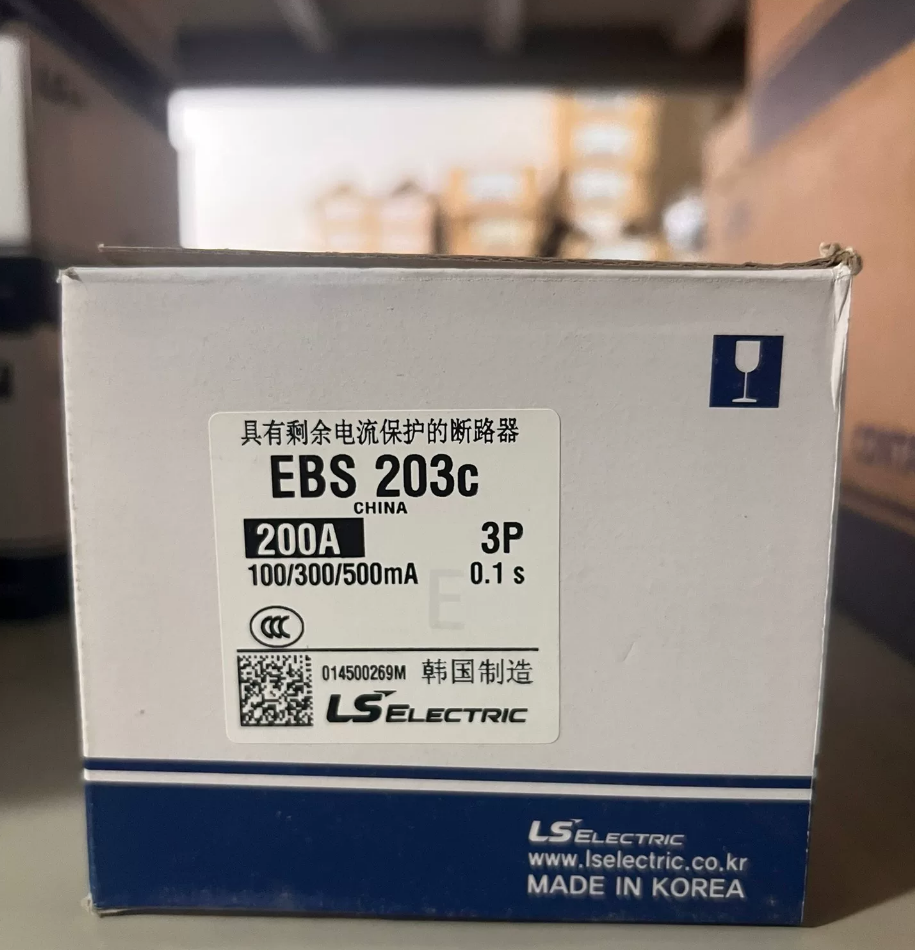 具有剩余电流保护的断路器
EBS 203c
CHINA
200A 3P
100/300/500mA 0.1 s
E
CCC
014500269M 韩国制造
LS ELECTRIC
LS ELECTRIC
www.lselectric.co.kr
MADE IN KOREA